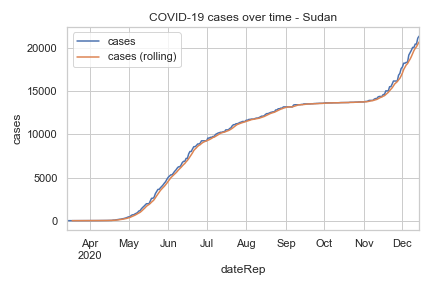 COVID-19 cases over time - Sudan
cases
cases (rolling)
20000
15000
10000
5000
0
cases
Apr
2020
May
Jun
Jul
Aug
Sep
Oct
Nov
Dec
dateRep